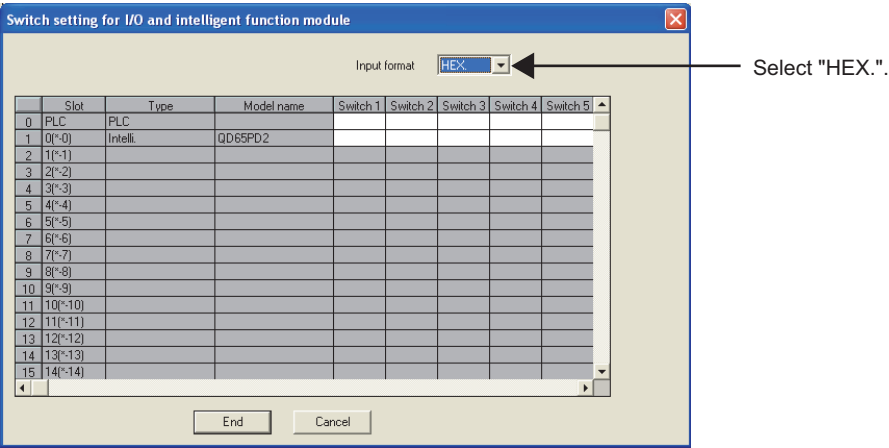 Switch setting for I/O and intelligent function module
Input format HEX. Select "HEX.".
Slot Type Model name Switch 1 Switch 2 Switch 3 Switch 4 Switch 5
0 PLC PLC
1 0(*-0) Intelli. QD65PD2
2 1(*-1)
3 2(*-2)
4 3(*-3)
5 4(*-4)
6 5(*-5)
7 6(*-6)
8 7(*-7)
9 8(*-8)
10 9(*-9)
11 10(*-10)
12 11(*-11)
13 12(*-12)
14 13(*-13)
15 14(*-14)
End Cancel